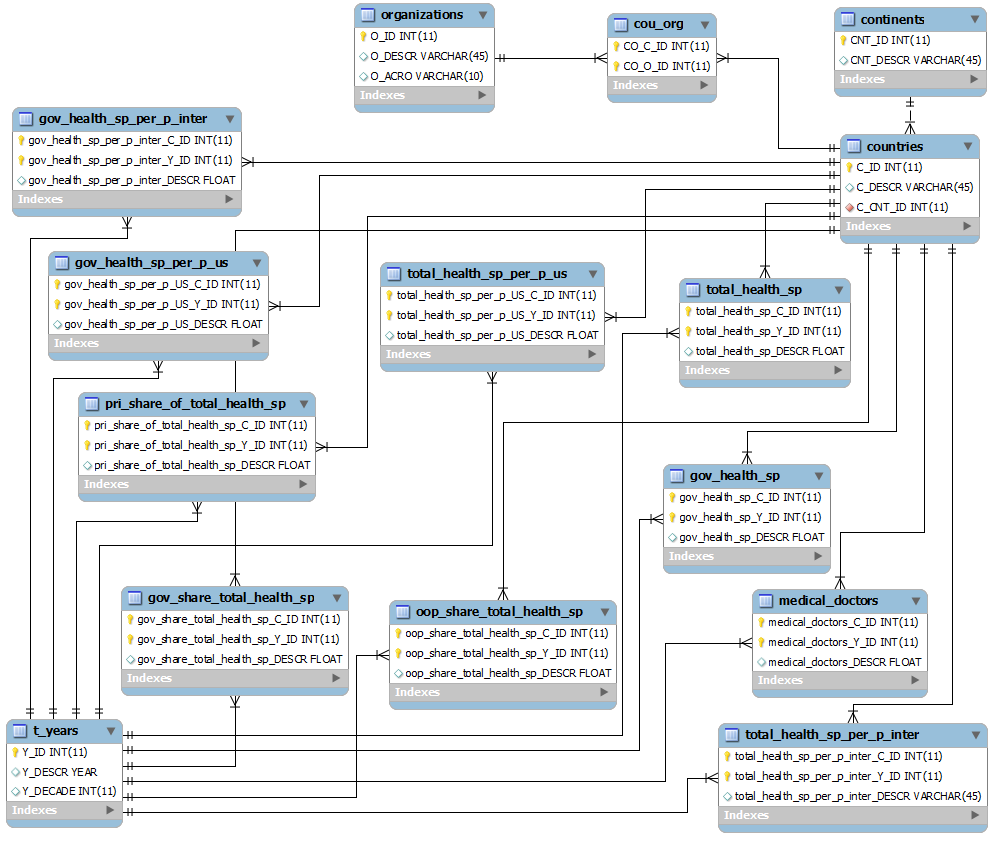 organizations
O_ID INT(11)
O_DESCR VARCHAR(45)
O_ACRO VARCHAR(10)
Indexes
cou_org
CO_C_ID INT(11)
CO_O_ID INT(11)
Indexes
continents
CNT_ID INT(11)
CNT_DESCR VARCHAR(45)
Indexes
gov_health_sp_per_p_inter
gov_health_sp_per_p_inter_C_ID INT(11)
gov_health_sp_per_p_inter_Y_ID INT(11)
gov_health_sp_per_p_inter_DESCR FLOAT
Indexes
countries
C_ID INT(11)
C_DESCR VARCHAR(45)
C_CNT_ID INT(11)
Indexes
gov_health_sp_per_p_us
gov_health_sp_per_p_US_C_ID INT(11)
gov_health_sp_per_p_US_Y_ID INT(11)
gov_health_sp_per_p_US_DESCR FLOAT
Indexes
total_health_sp_per_p_us
total_health_sp_per_p_US_C_ID INT(11)
total_health_sp_per_p_US_Y_ID INT(11)
total_health_sp_per_p_US_DESCR FLOAT
Indexes
total_health_sp
total_health_sp_C_ID INT(11)
total_health_sp_Y_ID INT(11)
total_health_sp_DESCR FLOAT
Indexes
pri_share_of_total_health_sp
pri_share_of_total_health_sp_C_ID INT(11)
pri_share_of_total_health_sp_Y_ID INT(11)
pri_share_of_total_health_sp_DESCR FLOAT
Indexes
gov_health_sp
gov_health_sp_C_ID INT(11)
gov_health_sp_Y_ID INT(11)
gov_health_sp_DESCR FLOAT
Indexes
gov_share_total_health_sp
gov_share_total_health_sp_C_ID INT(11)
gov_share_total_health_sp_Y_ID INT(11)
gov_share_total_health_sp_DESCR FLOAT
Indexes
oop_share_total_health_sp
oop_share_total_health_sp_C_ID INT(11)
oop_share_total_health_sp_Y_ID INT(11)
oop_share_total_health_sp_DESCR FLOAT
Indexes
medical_doctors
medical_doctors_C_ID INT(11)
medical_doctors_Y_ID INT(11)
medical_doctors_DESCR FLOAT
Indexes
t_years
Y_ID INT(11)
Y_DESCR YEAR
Y_DECADE INT(11)
Indexes
total_health_sp_per_p_inter
total_health_sp_per_p_inter_C_ID INT(11)
total_health_sp_per_p_inter_Y_ID INT(11)
total_health_sp_per_p_inter_DESCR VARCHAR(45)
Indexes